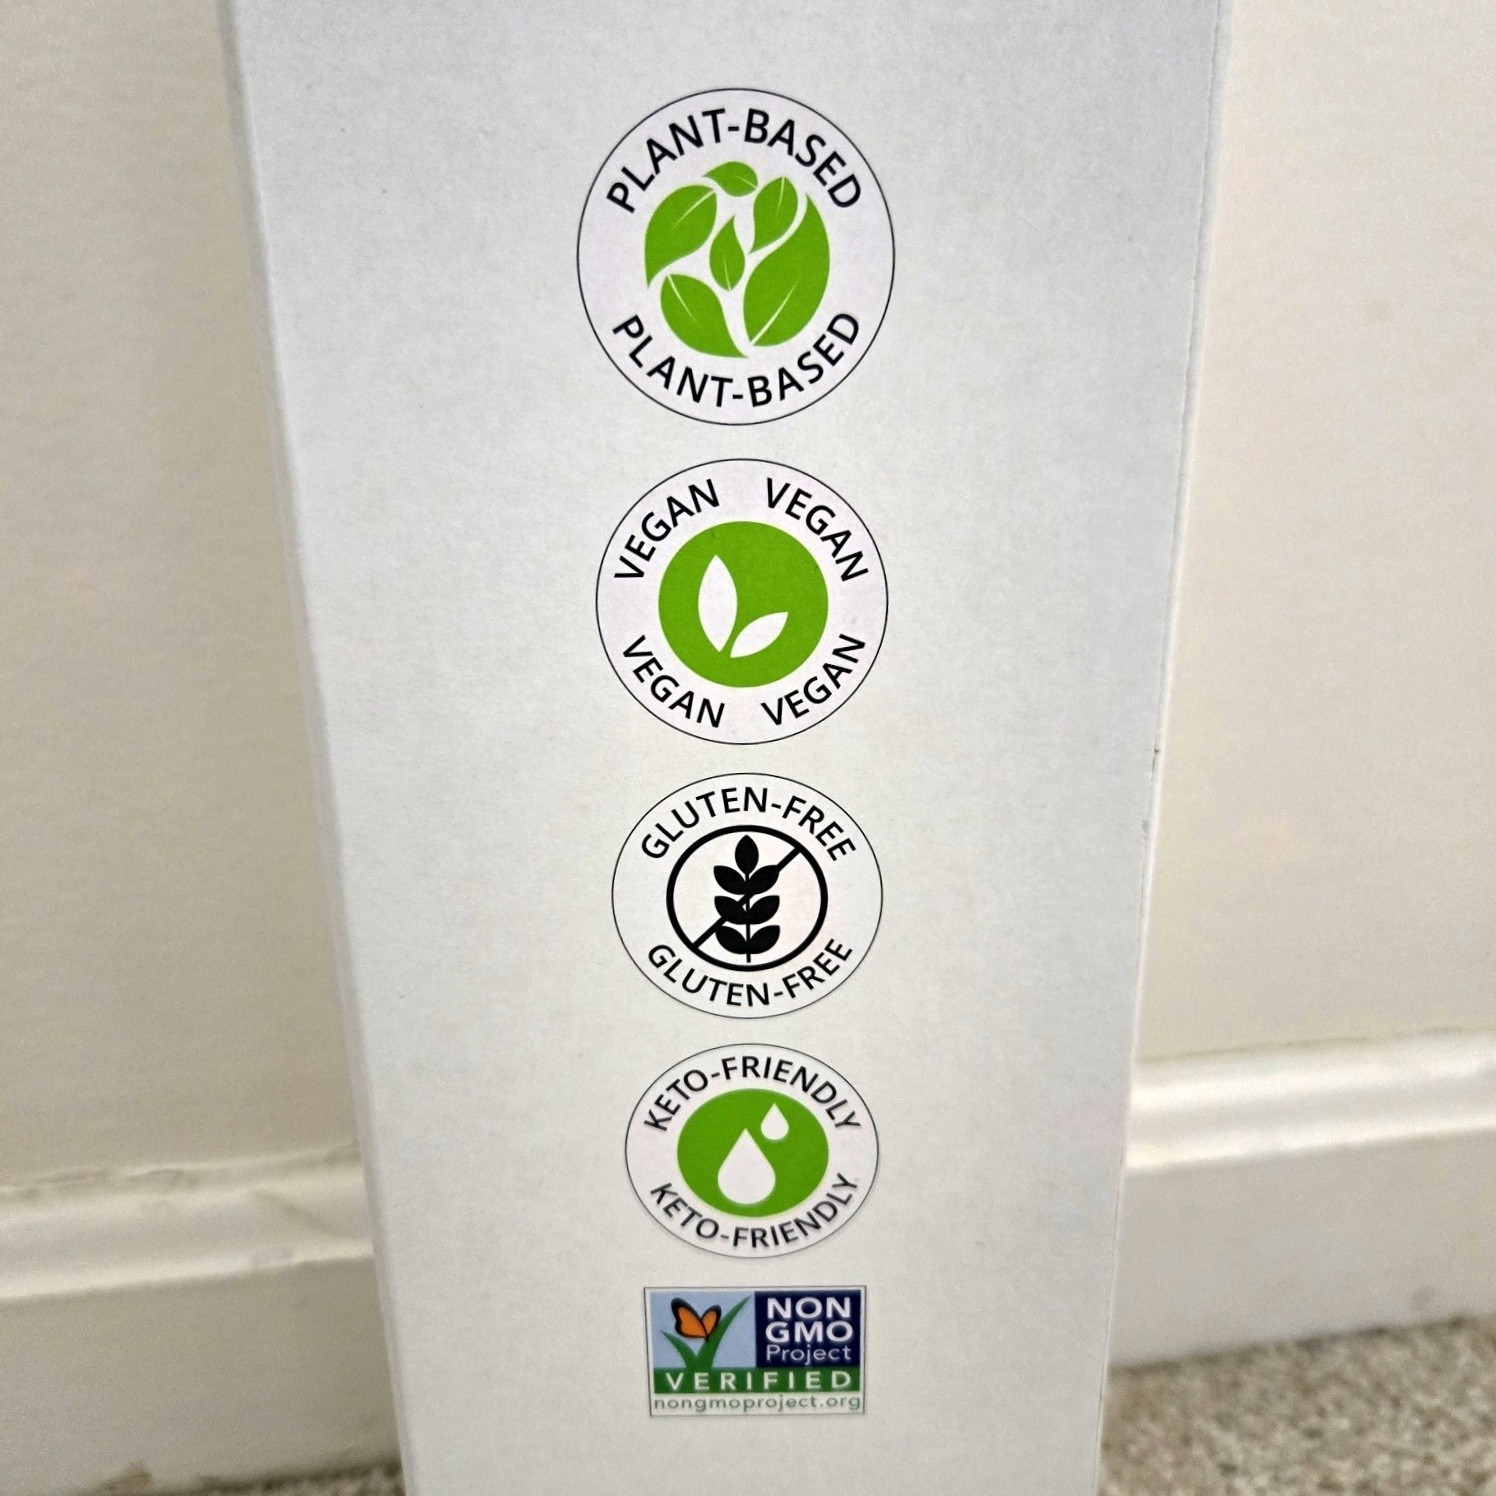 PLANT-BASED
PLANT-BASED
VEGAN VEGAN
VEGAN VEGAN
GLUTEN-FREE
GLUTEN-FREE
KETO-FRIENDLY
KETO-FRIENDLY
NON
GMO
Project
VERIFIED
nongmoproject.org